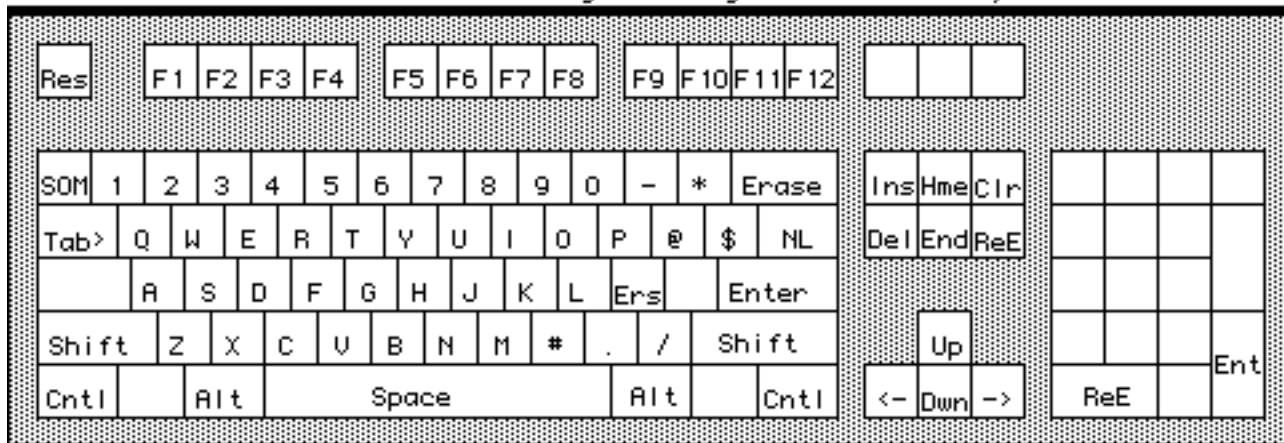 Res F1 F2 F3 F4 F5 F6 F7 F8 F9 F10 F11 F12
SOM 1 2 3 4 5 6 7 8 9 0 - * Erase Ins Hme Clr
Tab> Q W E R T Y U I O P @ $ NL Del End ReE
A S D F G H J K L Ers Enter
Shift Z X C V B N M # . / Shift Up
Cntl Alt Space Alt Cntl <- Dwn -> ReE Ent